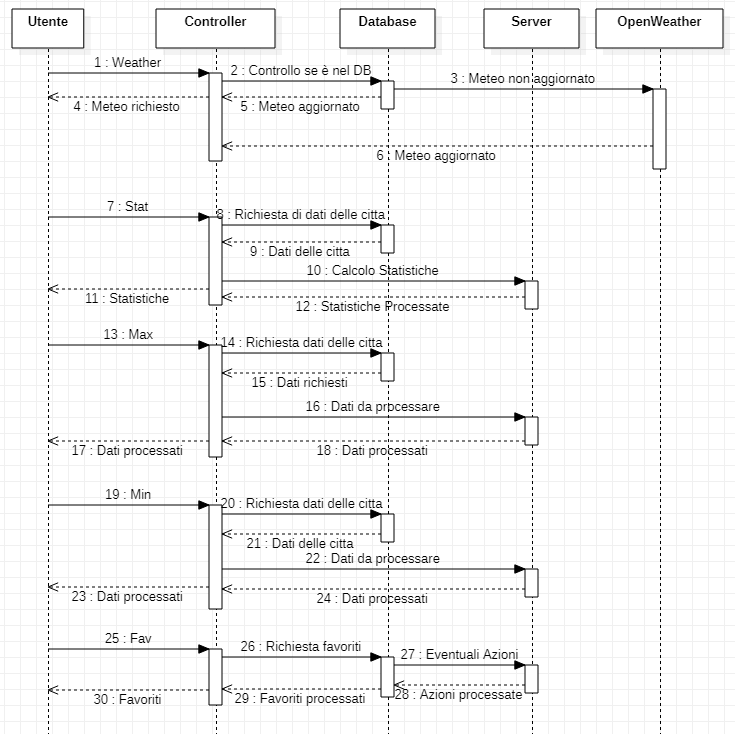 Utente
Controller
Database
Server
OpenWeather
1 : Weather
2 : Controllo se è nel DB
3 : Meteo non aggiornato
4 : Meteo richiesto
5 : Meteo aggiornato
6 : Meteo aggiornato
7 : Stat
8 : Richiesta di dati delle citta
9 : Dati delle citta
10 : Calcolo Statistiche
11 : Statistiche
12 : Statistiche Processate
13 : Max
14 : Richiesta dati delle citta
15 : Dati richiesti
16 : Dati da processare
17 : Dati processati
18 : Dati processati
19 : Min
20 : Richiesta dati delle citta
21 : Dati delle citta
22 : Dati da processare
23 : Dati processati
24 : Dati processati
25 : Fav
26 : Richiesta favoriti
27 : Eventuali Azioni
28 : Azioni processate
29 : Favoriti processati
30 : Favoriti